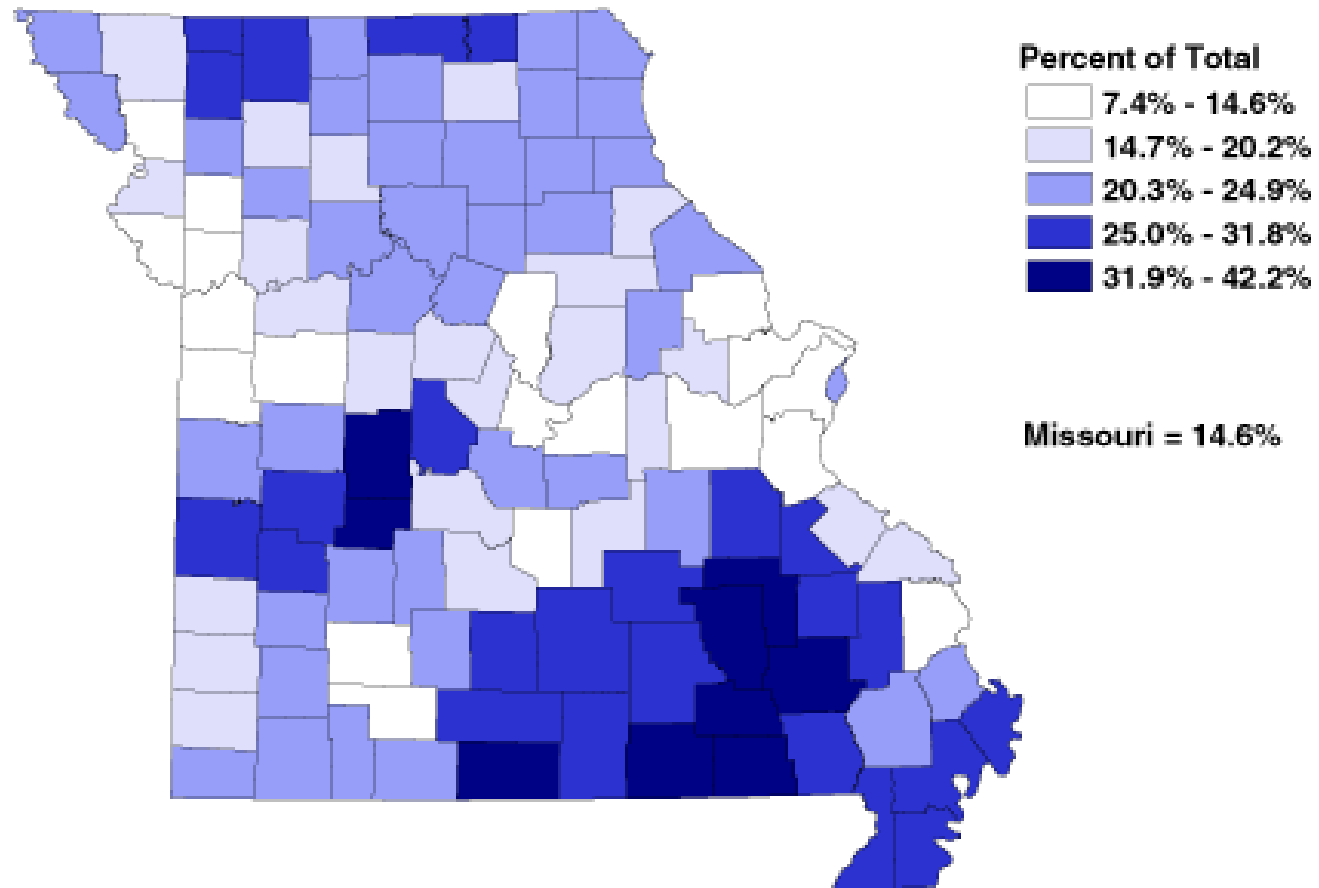 Percent of Total
7.4% - 14.6%
14.7% - 20.2%
20.3% - 24.9%
25.0% - 31.8%
31.9% - 42.2%
Missouri = 14.6%